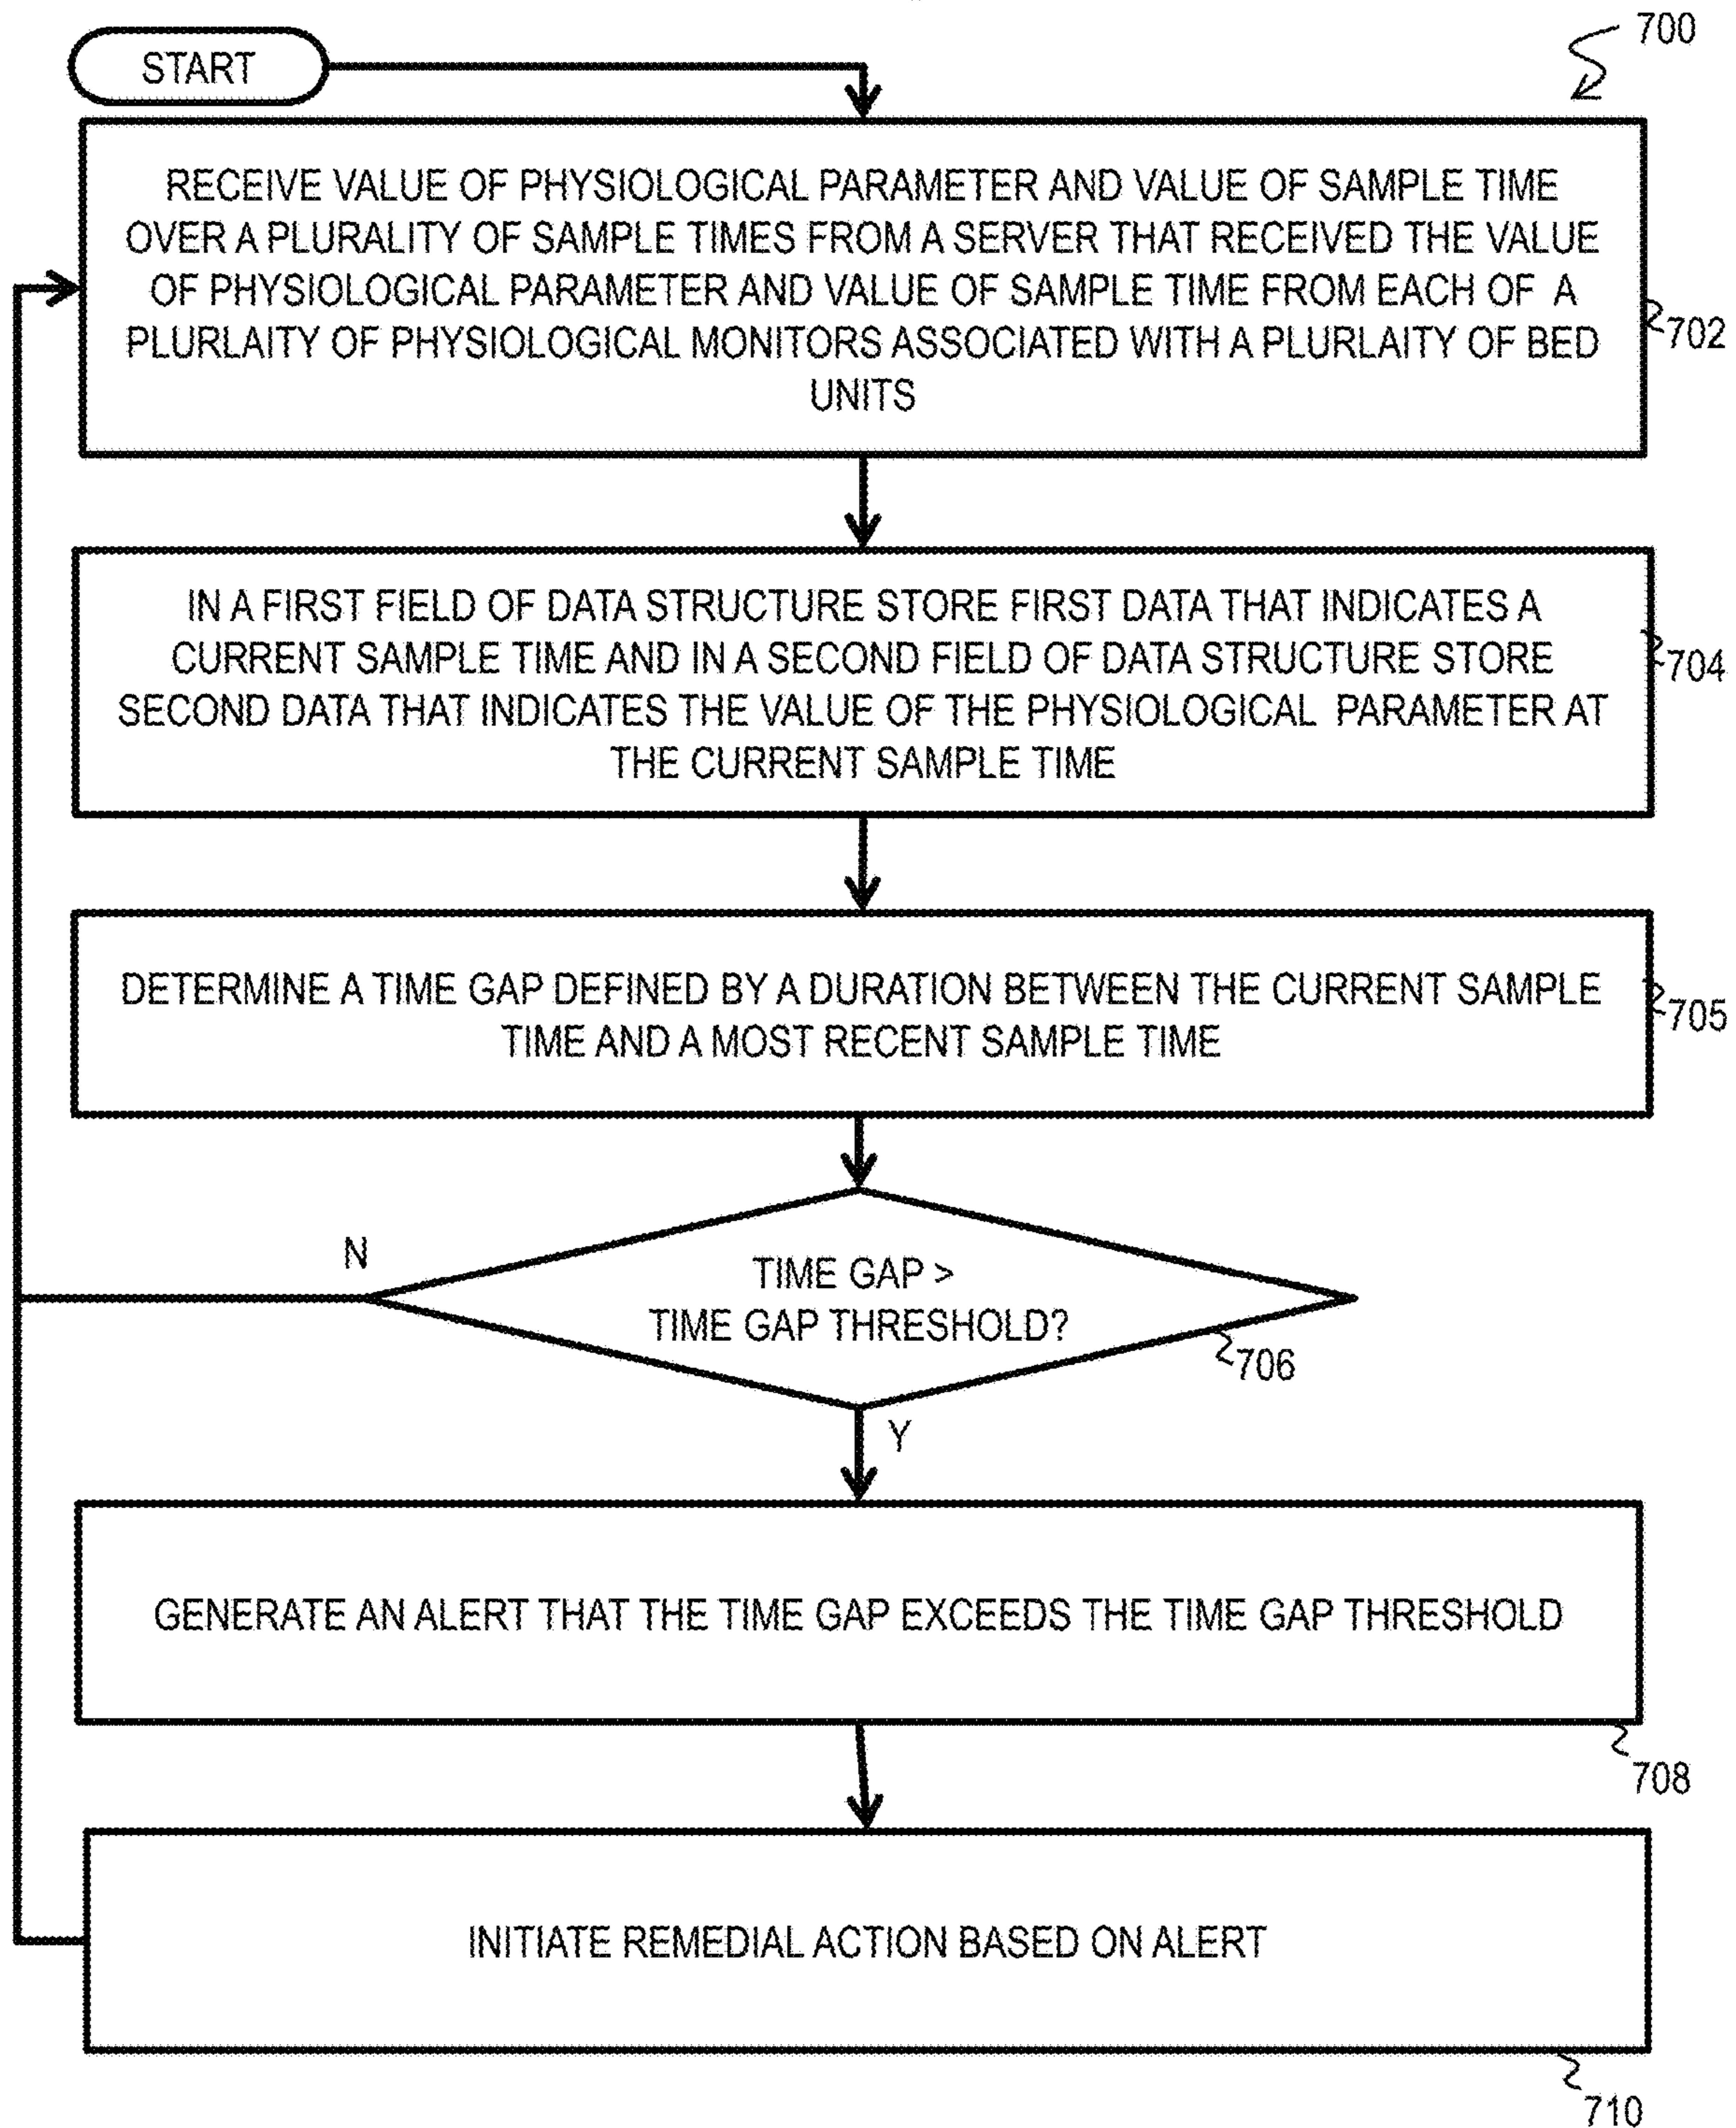 700
START
RECEIVE VALUE OF PHYSIOLOGICAL PARAMETER AND VALUE OF SAMPLE TIME
OVER A PLURALITY OF SAMPLE TIMES FROM A SERVER THAT RECEIVED THE VALUE
OF PHYSIOLOGICAL PARAMETER AND VALUE OF SAMPLE TIME FROM EACH OF A
PLURLAITY OF PHYSIOLOGICAL MONITORS ASSOCIATED WITH A PLURLAITY OF BED
UNITS
702
IN A FIRST FIELD OF DATA STRUCTURE STORE FIRST DATA THAT INDICATES A
CURRENT SAMPLE TIME AND IN A SECOND FIELD OF DATA STRUCTURE STORE
SECOND DATA THAT INDICATES THE VALUE OF THE PHYSIOLOGICAL PARAMETER AT
THE CURRENT SAMPLE TIME
704
DETERMINE A TIME GAP DEFINED BY A DURATION BETWEEN THE CURRENT SAMPLE
TIME AND A MOST RECENT SAMPLE TIME
705
N
TIME GAP >
TIME GAP THRESHOLD?
706
Y
GENERATE AN ALERT THAT THE TIME GAP EXCEEDS THE TIME GAP THRESHOLD
708
INITIATE REMEDIAL ACTION BASED ON ALERT
710